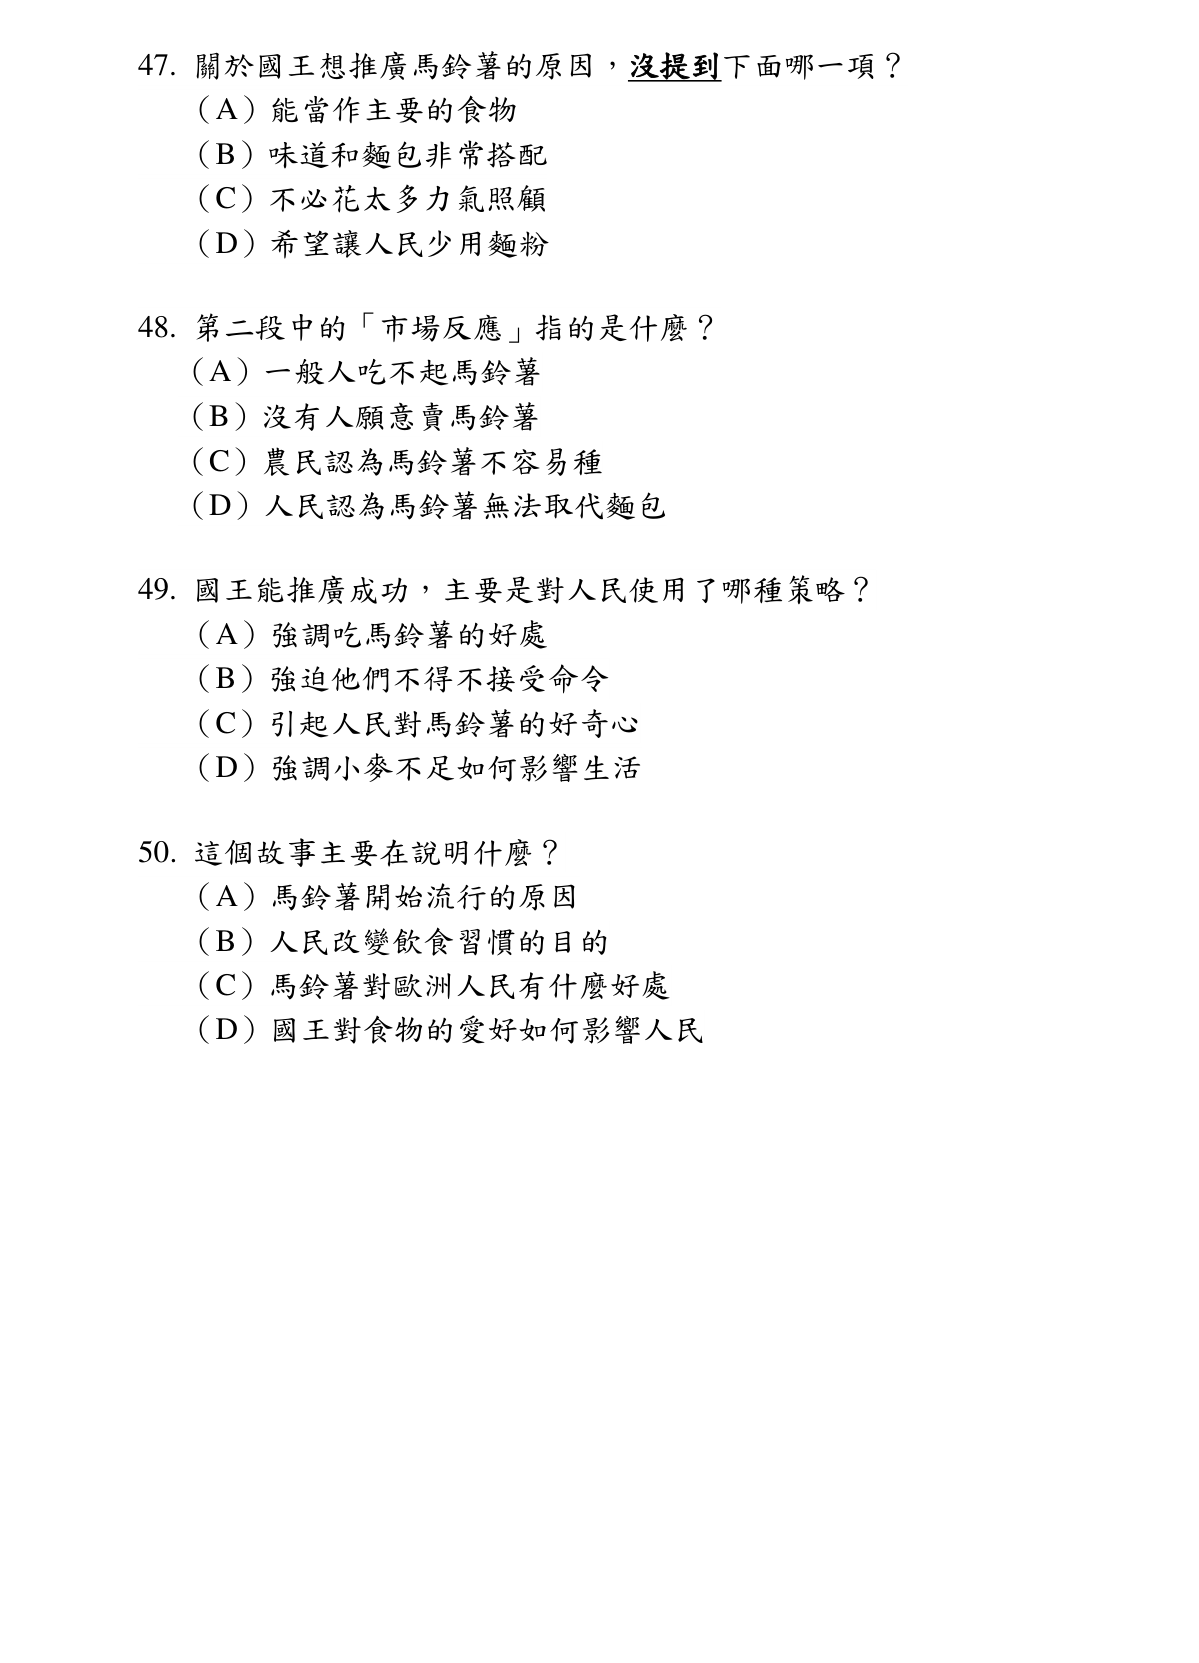 47. 關於國王想推廣馬鈴薯的原因，沒提到下面哪一項？
（A）能當作主要的食物
（B）味道和麵包非常搭配
（C）不必花太多力氣照顧
（D）希望讓人民少用麵粉
48. 第二段中的「市場反應」指的是什麼？
（A）一般人吃不起馬鈴薯
（B）沒有人願意賣馬鈴薯
（C）農民認為馬鈴薯不容易種
（D）人民認為馬鈴薯無法取代麵包
49. 國王能推廣成功，主要是對人民使用了哪種策略？
（A）強調吃馬鈴薯的好處
（B）強迫他們不得不接受命令
（C）引起人民對馬鈴薯的好奇心
（D）強調小麥不足如何影響生活
50. 這個故事主要在說明什麼？
（A）馬鈴薯開始流行的原因
（B）人民改變飲食習慣的目的
（C）馬鈴薯對歐洲人民有什麼好處
（D）國王對食物的愛好如何影響人民